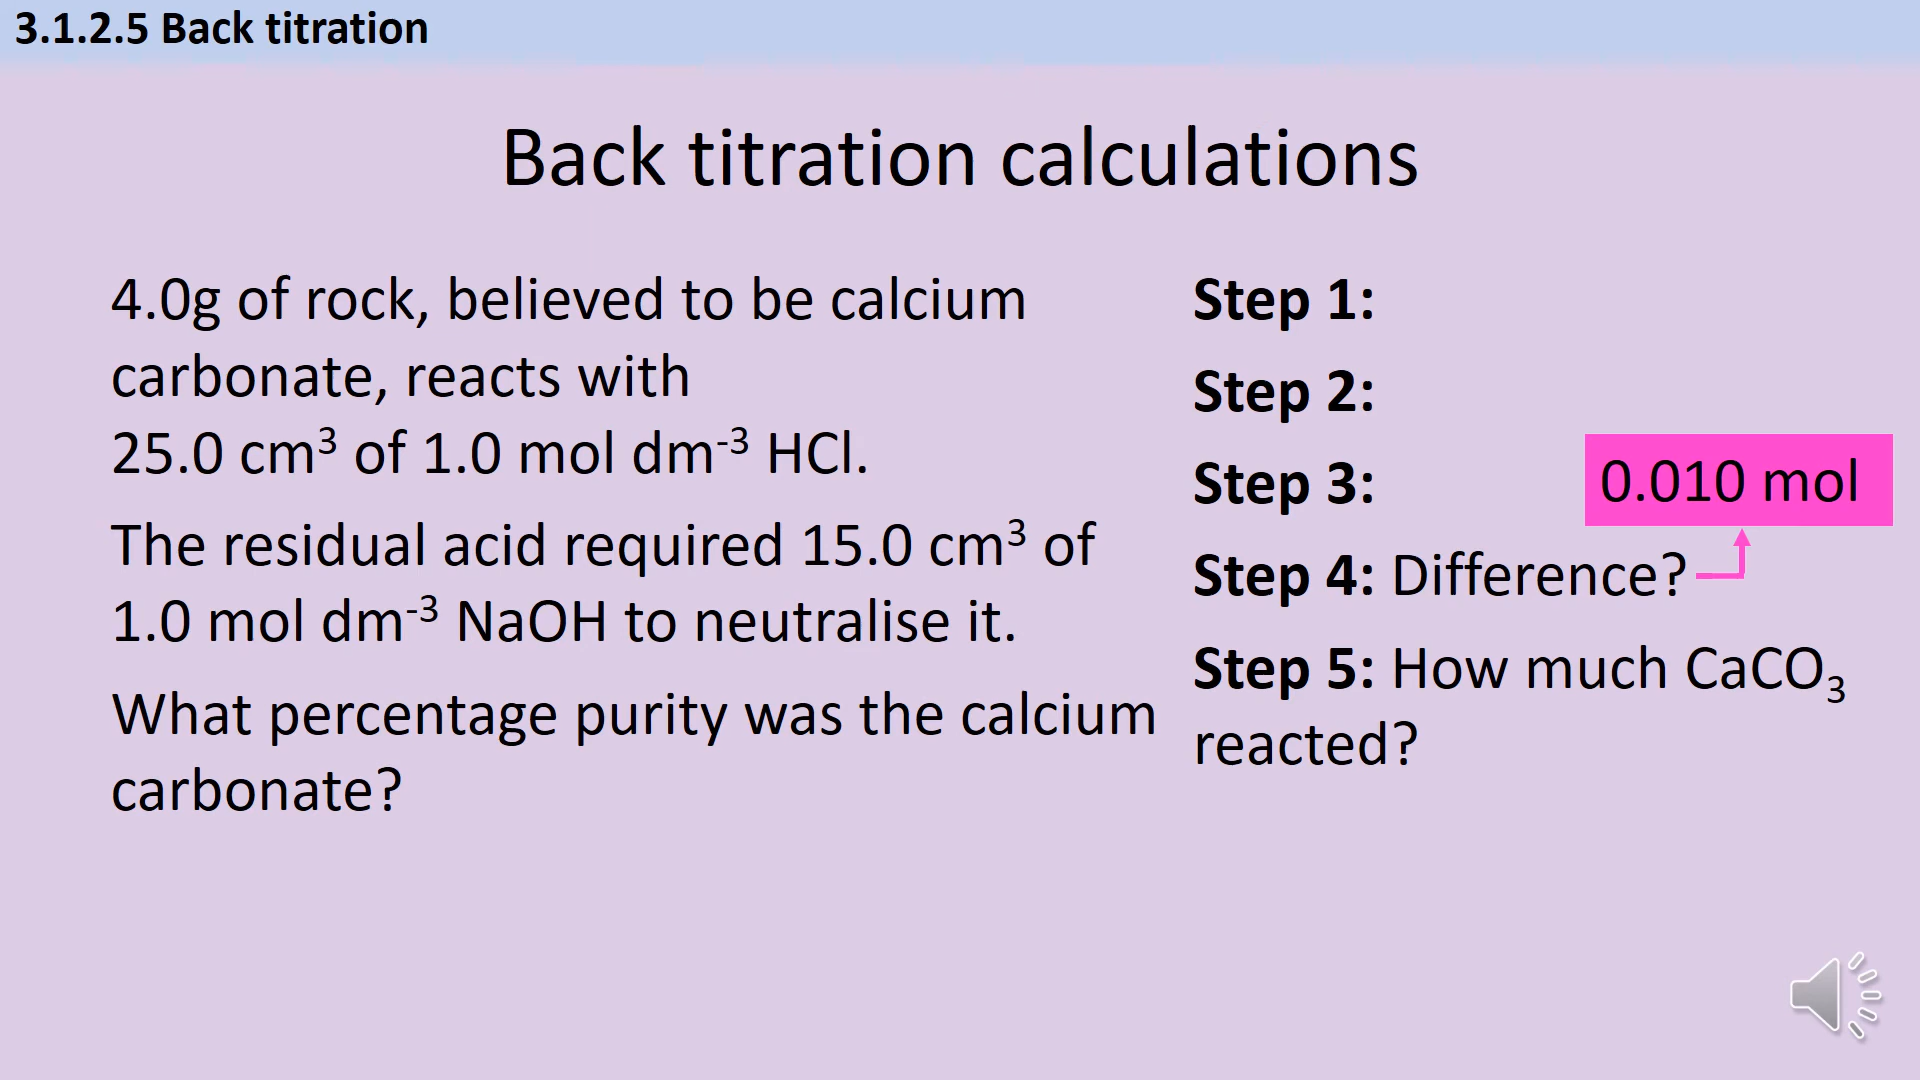 3.1.2.5 Back titration
Back titration calculations
4.0g of rock, believed to be calcium
carbonate, reacts with
25.0 cm³ of 1.0 mol dm⁻³ HCl.
The residual acid required 15.0 cm³ of
1.0 mol dm⁻³ NaOH to neutralise it.
What percentage purity was the calcium
carbonate?
Step 1:
Step 2:
Step 3:
0.010 mol
Step 4: Difference?
Step 5: How much CaCO₃
reacted?